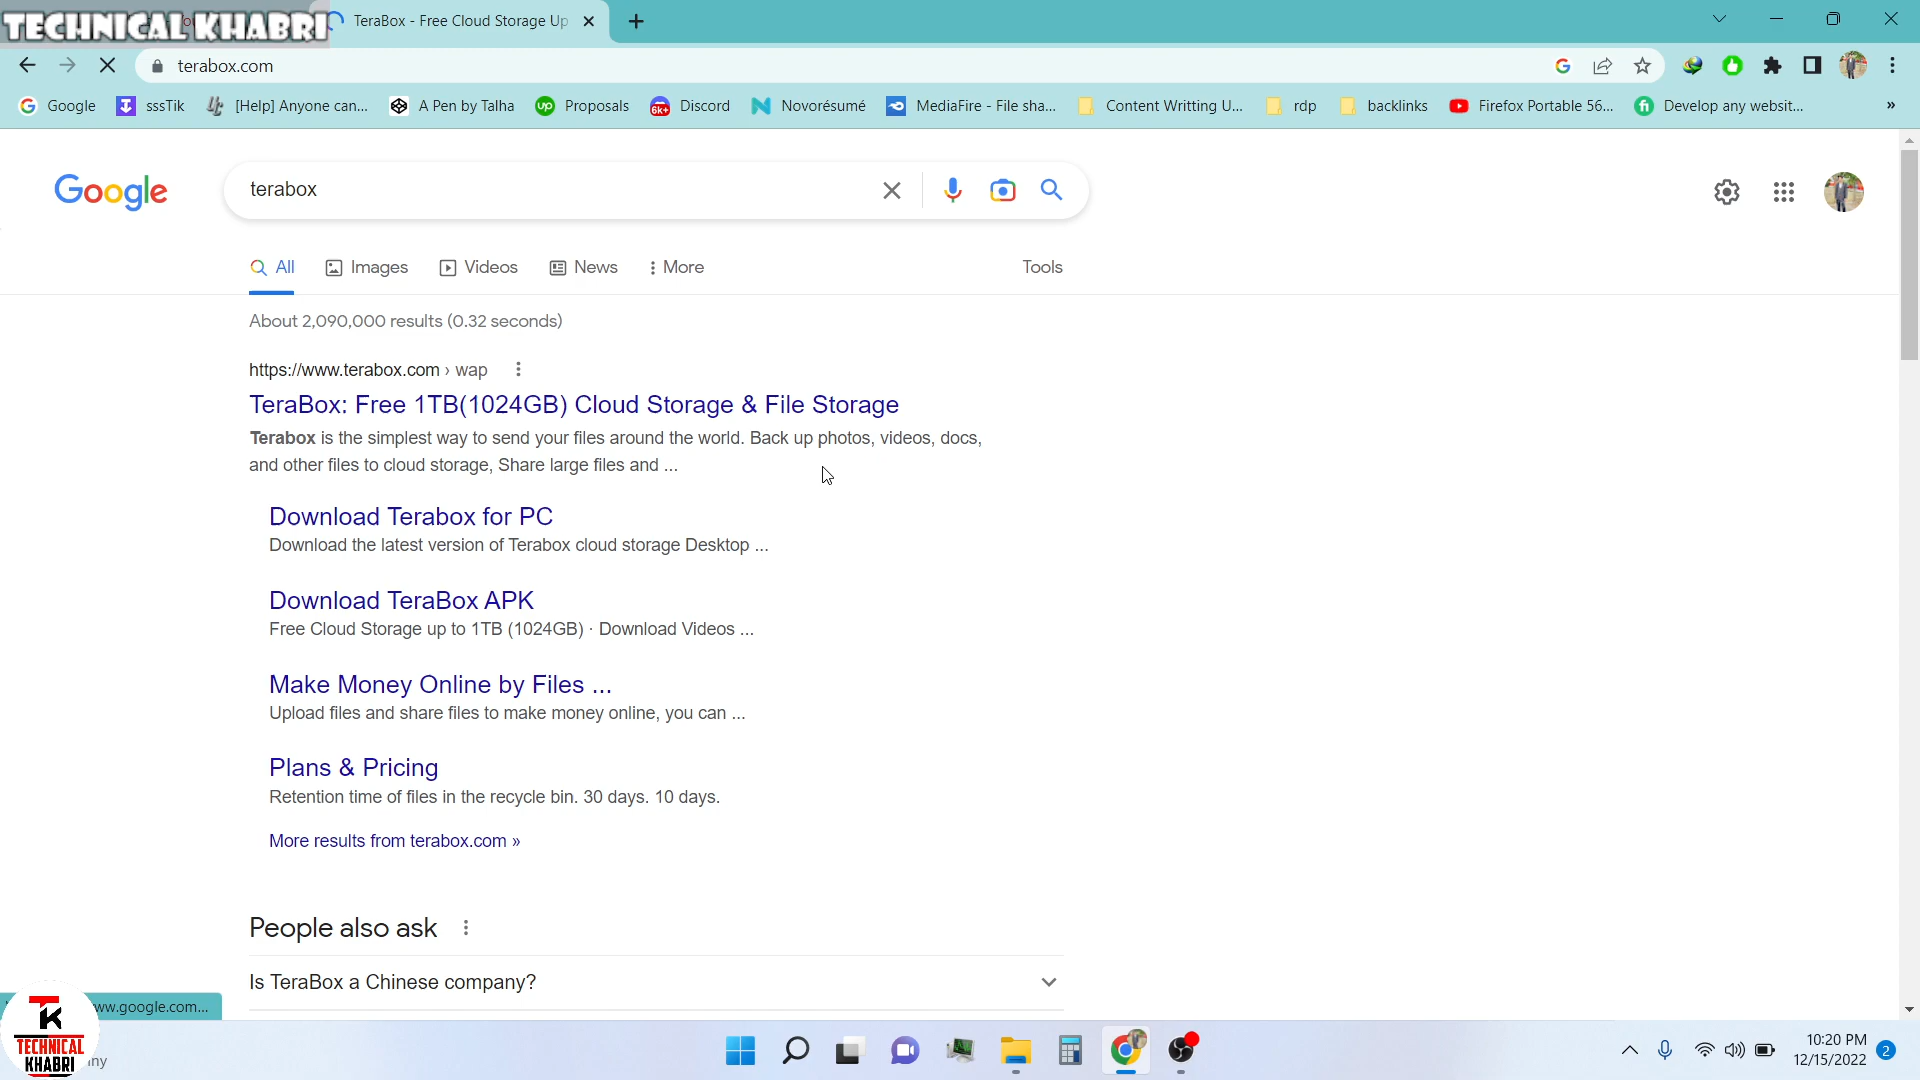 TECHNICAL KHABRI
TeraBox - Free Cloud Storage Up
terabox.com
Google
sssTik
[Help] Anyone can...
A Pen by Talha
Proposals
6k+
Discord
Novorésumé
MediaFire - File sha...
Content Writting U...
rdp
backlinks
Firefox Portable 56...
Develop any websit...
»
Google
terabox
All
Images
Videos
News
More
Tools
About 2,090,000 results (0.32 seconds)
https://www.terabox.com › wap
TeraBox: Free 1TB(1024GB) Cloud Storage & File Storage
Terabox is the simplest way to send your files around the world. Back up photos, videos, docs,
and other files to cloud storage, Share large files and ...
Download Terabox for PC
Download the latest version of Terabox cloud storage Desktop ...
Download TeraBox APK
Free Cloud Storage up to 1TB (1024GB) · Download Videos ...
Make Money Online by Files ...
Upload files and share files to make money online, you can ...
Plans & Pricing
Retention time of files in the recycle bin. 30 days. 10 days.
More results from terabox.com »
People also ask
Is TeraBox a Chinese company?
ww.google.com...
TK
TECHNICAL
KHABRI
ny
10:20 PM
12/15/2022
2